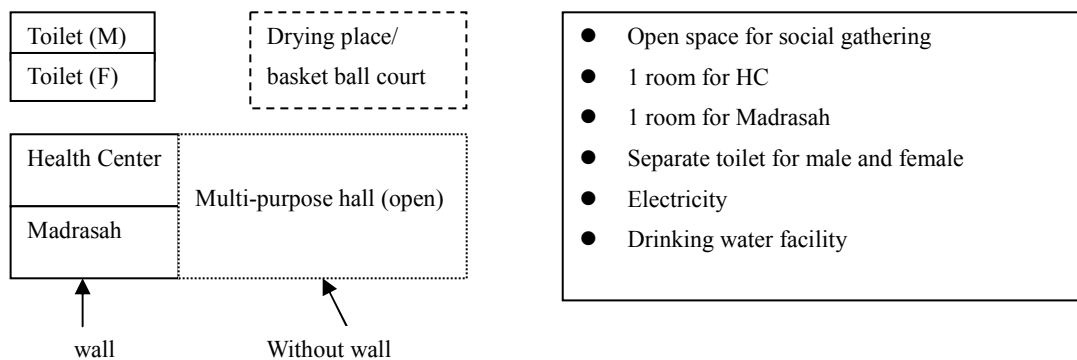 Toilet (M)
Toilet (F)
Drying place/
basket ball court
Health Center
Madrasah
Multi-purpose hall (open)
wall
Without wall
● Open space for social gathering
● 1 room for HC
● 1 room for Madrasah
● Separate toilet for male and female
● Electricity
● Drinking water facility